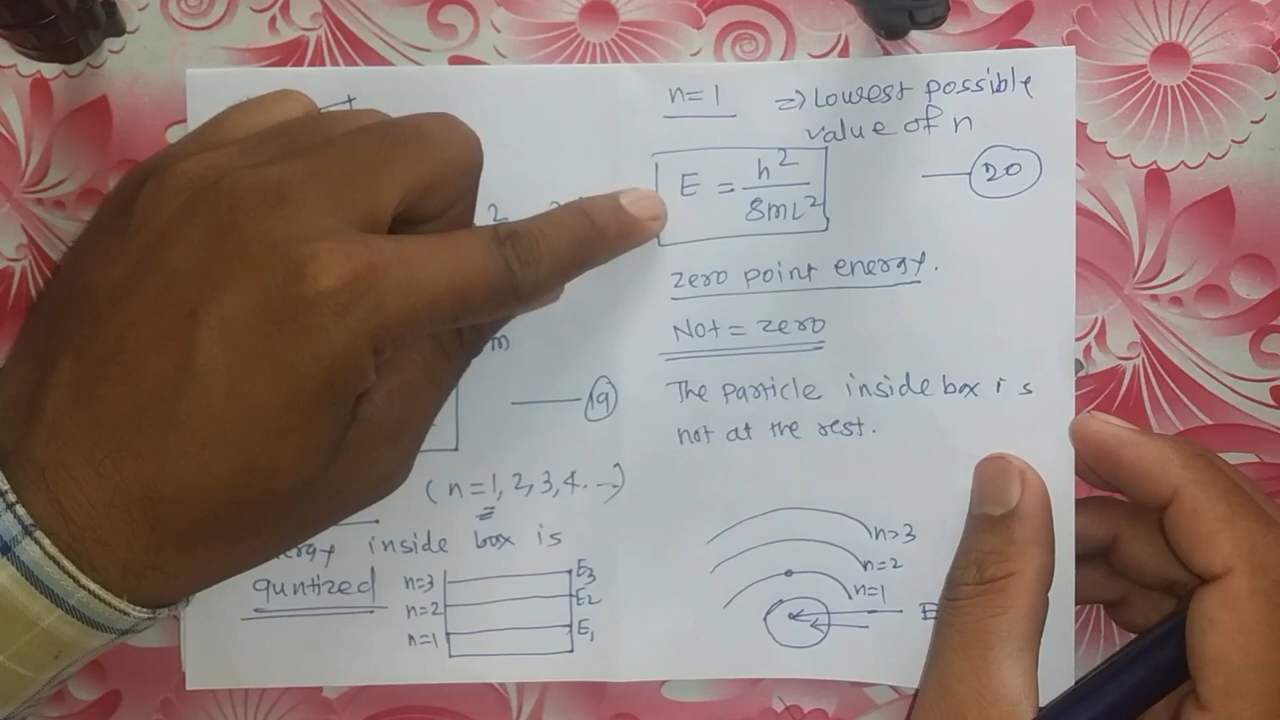 2
m
19
(n=1, 2, 3, 4. --)
inside box is
quntized
n=3
E3
n=2
E2
n=1
E1
n=1 => Lowest possible
value of n
E = h²/8mL²
20
zero point energy.
Not = zero
The particle inside box is
not at the rest.
n=3
n=2
n=1
E